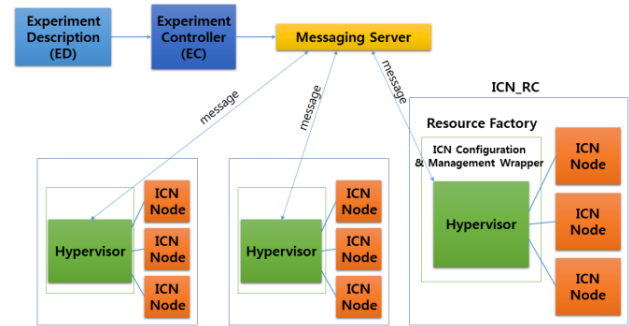 Experiment
Description
(ED)
Experiment
Controller
(EC)
Messaging Server
message
message
message
ICN_RC
Resource Factory
ICN Configuration
& Management Wrapper
Hypervisor
ICN
Node
ICN
Node
ICN
Node
Hypervisor
ICN
Node
ICN
Node
ICN
Node
Hypervisor
ICN
Node
ICN
Node
ICN
Node